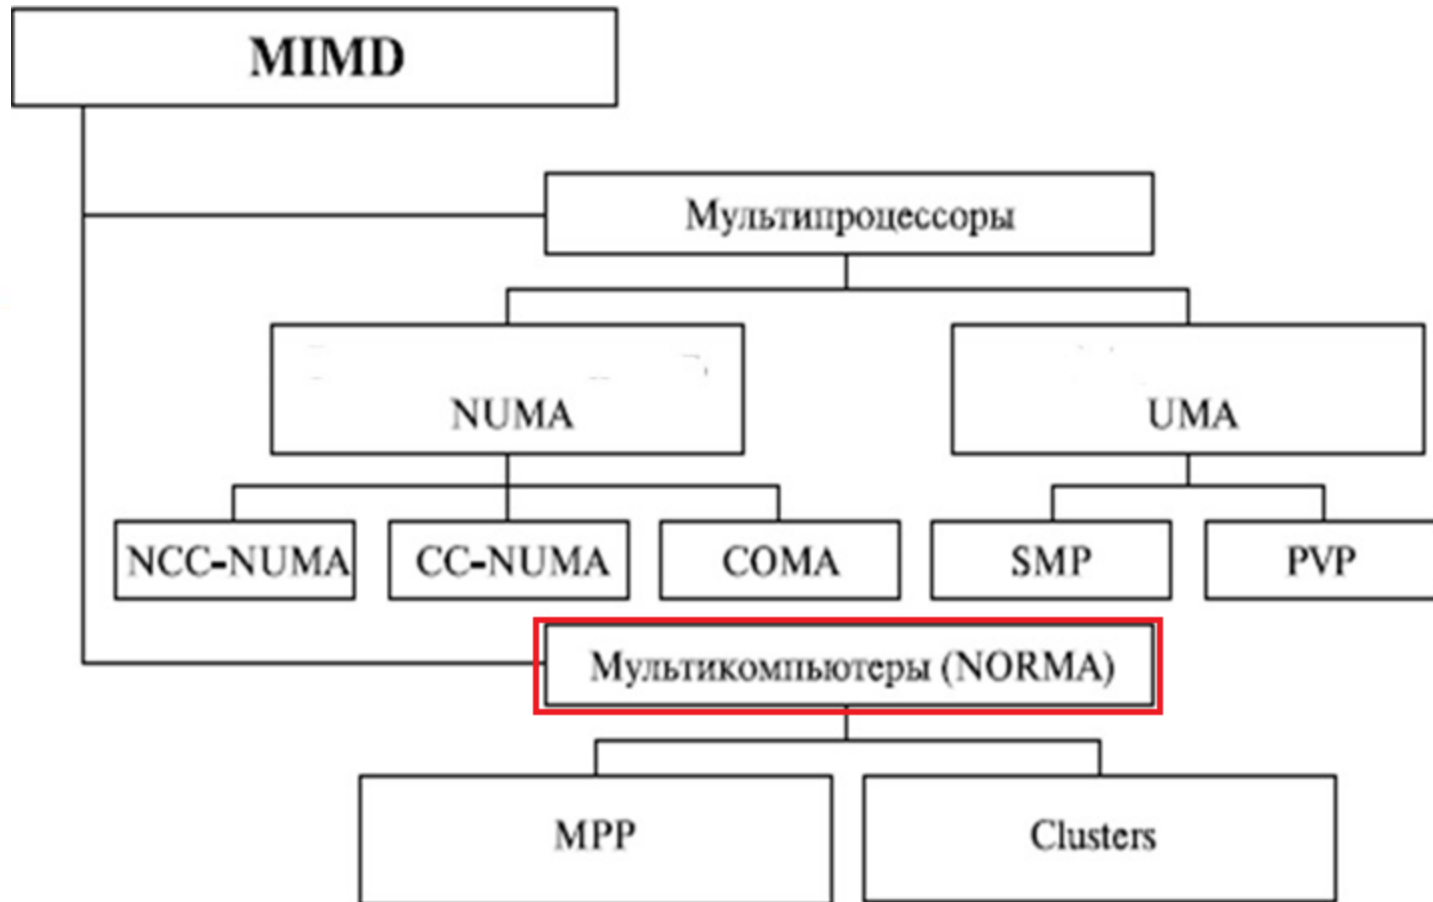 MIMD
Мультипроцессоры
NUMA
UMA
NCC-NUMA
CC-NUMA
COMA
SMP
PVP
Мультикомпьютеры (NORMA)
MPP
Clusters